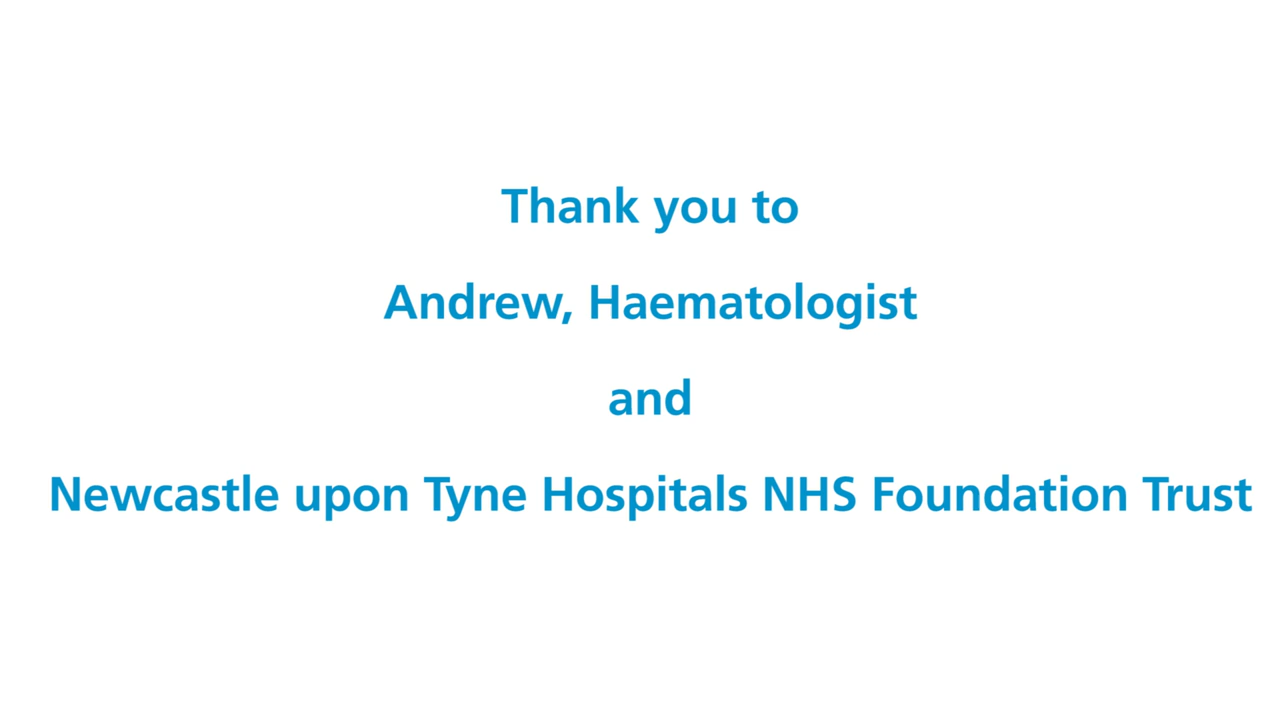 Thank you to
Andrew, Haematologist
and
Newcastle upon Tyne Hospitals NHS Foundation Trust